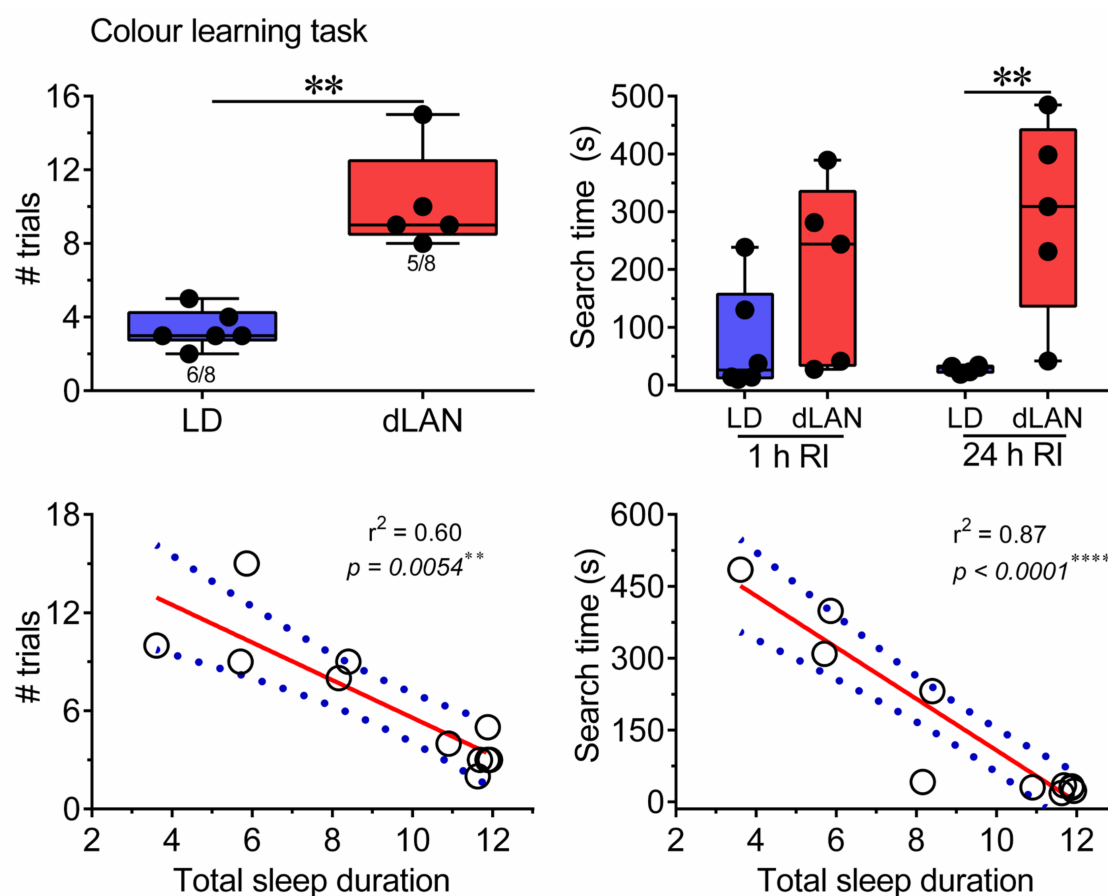 Colour learning task
**
16
12
8
4
0
# trials
5/8
6/8
LD
dLAN
**
500
400
300
200
100
0
Search time (s)
LD
dLAN
LD
dLAN
1 h RI
24 h RI
18
12
6
0
# trials
r² = 0.60
p = 0.0054**
2
4
6
8
10
12
Total sleep duration
600
450
300
150
0
Search time (s)
r² = 0.87
p < 0.0001****
2
4
6
8
10
12
Total sleep duration